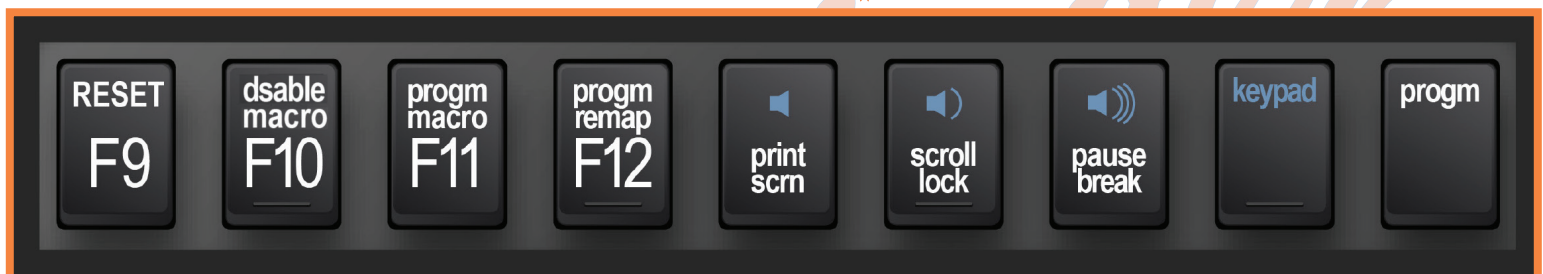 RESET
F9
dsable
macro
F10
progm
macro
F11
progm
remap
F12
print
scrn
scroll
lock
pause
break
keypad
progm